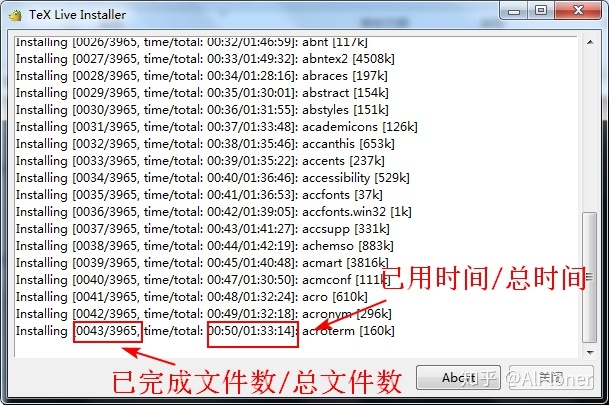 TeX Live Installer
Installing [0026/3965, time/total: 00:32/01:46:59]: abnt [117k]
Installing [0027/3965, time/total: 00:33/01:49:32]: abntex2 [4508k]
Installing [0028/3965, time/total: 00:34/01:28:16]: abraces [197k]
Installing [0029/3965, time/total: 00:35/01:30:01]: abstract [154k]
Installing [0030/3965, time/total: 00:36/01:31:55]: abstyles [151k]
Installing [0031/3965, time/total: 00:37/01:33:48]: academicons [126k]
Installing [0032/3965, time/total: 00:38/01:35:46]: accanthis [653k]
Installing [0033/3965, time/total: 00:39/01:35:22]: accents [237k]
Installing [0034/3965, time/total: 00:40/01:36:46]: accessibility [529k]
Installing [0035/3965, time/total: 00:41/01:36:53]: accfonts [37k]
Installing [0036/3965, time/total: 00:42/01:39:05]: accfonts.win32 [1k]
Installing [0037/3965, time/total: 00:43/01:41:27]: accsupp [331k]
Installing [0038/3965, time/total: 00:44/01:42:19]: achemso [883k]
Installing [0039/3965, time/total: 00:45/01:40:48]: acmart [3816k]
Installing [0040/3965, time/total: 00:47/01:30:50]: acmconf [111k]
Installing [0041/3965, time/total: 00:48/01:32:24]: acro [610k]
已用时间/总时间
Installing [0042/3965, time/total: 00:49/01:32:18]: acronym [296k]
Installing [0043/3965, time/total: 00:50/01:33:14]: acroterm [160k]
已完成文件数/总文件数
Abort
关闭